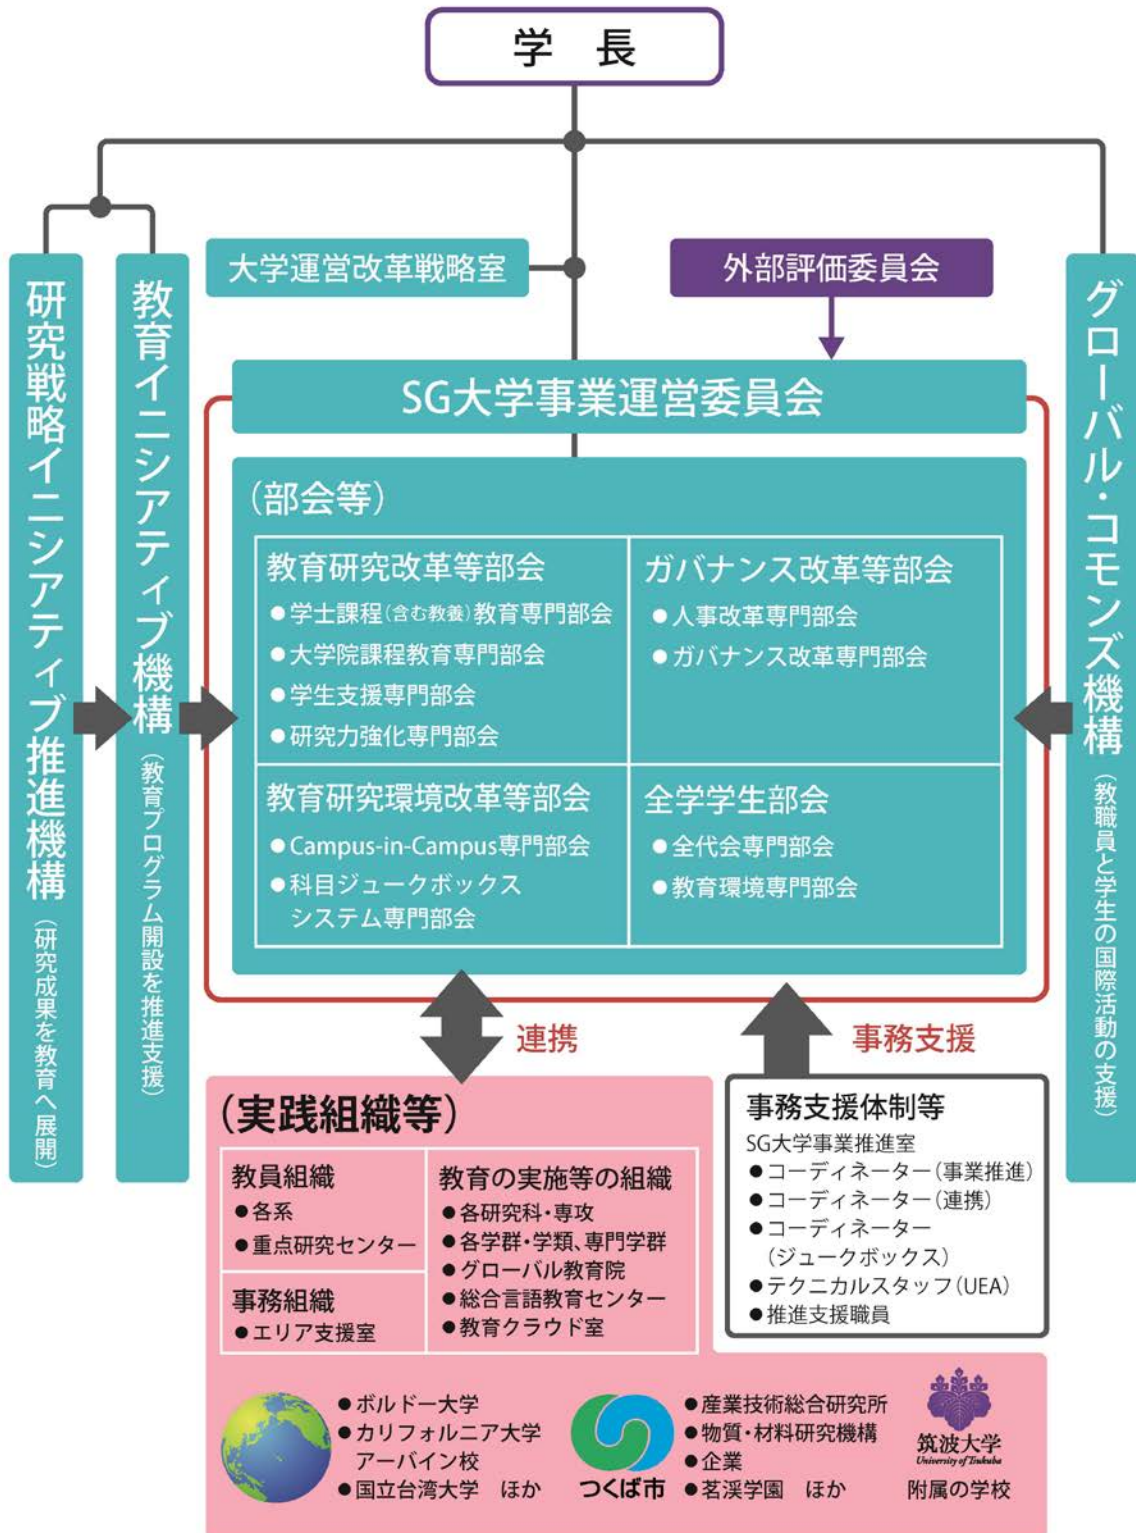 学 長
大学運営改革戦略室
外部評価委員会
研究戦略イニシアティブ推進機構(研究成果を教育へ展開)
教育イニシアティブ機構(教育プログラム開設を推進支援)
グローバル・コモンズ機構(教職員と学生の国際活動の支援)
SG大学事業運営委員会
(部会等)
教育研究改革等部会
●学士課程(含む教養)教育専門部会
●大学院課程教育専門部会
●学生支援専門部会
●研究力強化専門部会
ガバナンス改革等部会
●人事改革専門部会
●ガバナンス改革専門部会
教育研究環境改革等部会
●Campus-in-Campus専門部会
●科目ジュークボックス
システム専門部会
全学学生部会
●全代会専門部会
●教育環境専門部会
連携
事務支援
(実践組織等)
教員組織
●各系
●重点研究センター
事務組織
●エリア支援室
教育の実施等の組織
●各研究科・専攻
●各学群・学類、専門学群
●グローバル教育院
●総合言語教育センター
●教育クラウド室
事務支援体制等
SG大学事業推進室
●コーディネーター(事業推進)
●コーディネーター(連携)
●コーディネーター
(ジュークボックス)
●テクニカルスタッフ(UEA)
●推進支援職員
●ボルドー大学
●カリフォルニア大学
アーバイン校
●国立台湾大学 ほか
つくば市
●産業技術総合研究所
●物質・材料研究機構
●企業
●茗渓学園 ほか
筑波大学
University of Tsukuba
附属の学校